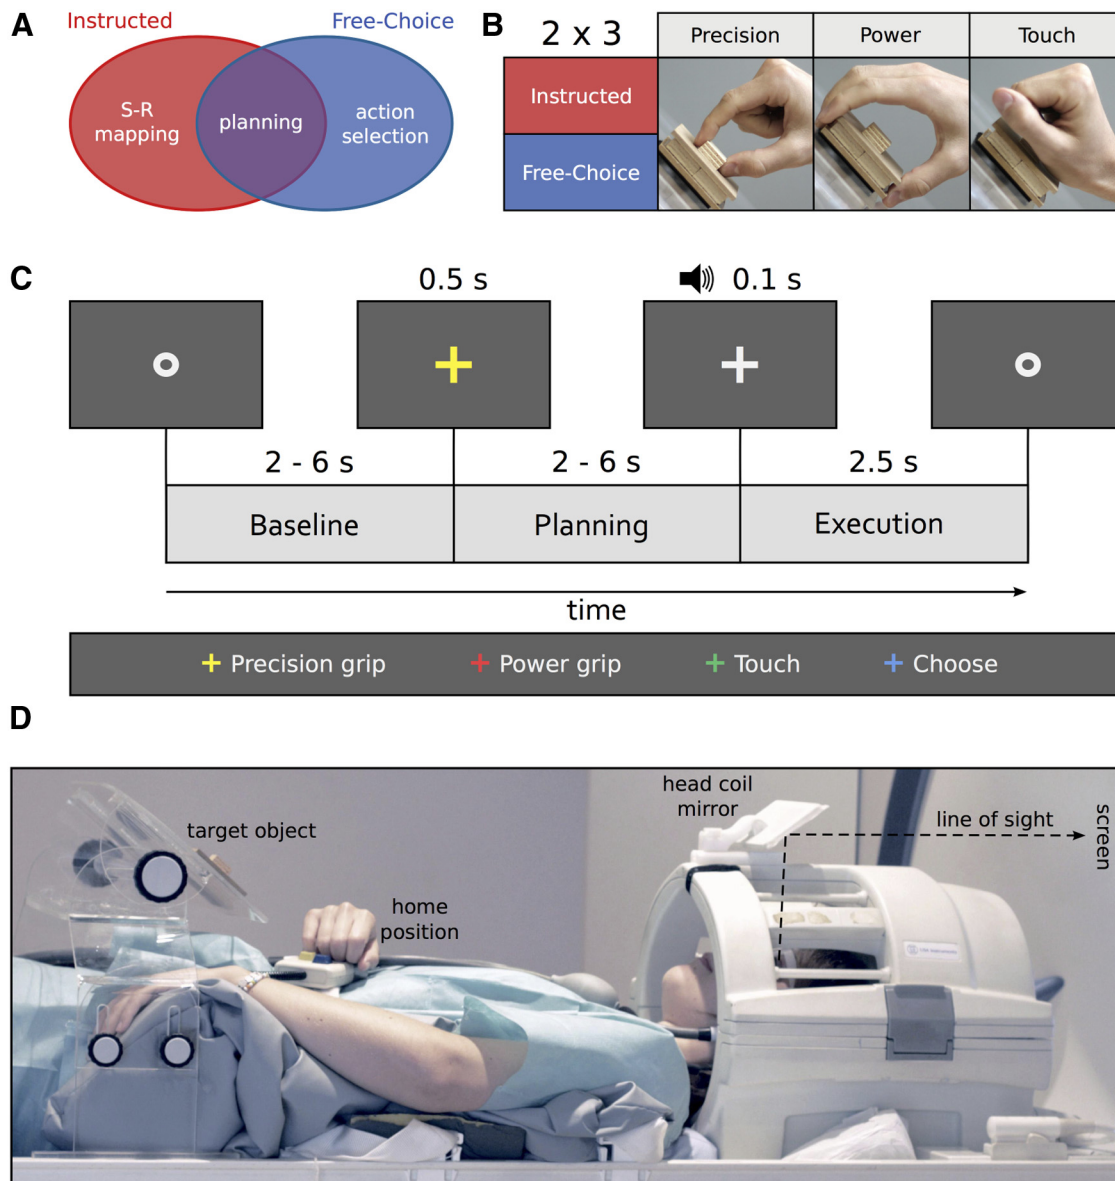 A
Instructed
Free-Choice
S-R
mapping
planning
action
selection
B
2 x 3
Precision
Power
Touch
Instructed
Free-Choice
C
0.5 s
0.1 s
2 - 6 s
2 - 6 s
2.5 s
Baseline
Planning
Execution
time
Precision grip
Power grip
Touch
Choose
D
target object
home
position
head coil
mirror
line of sight
screen